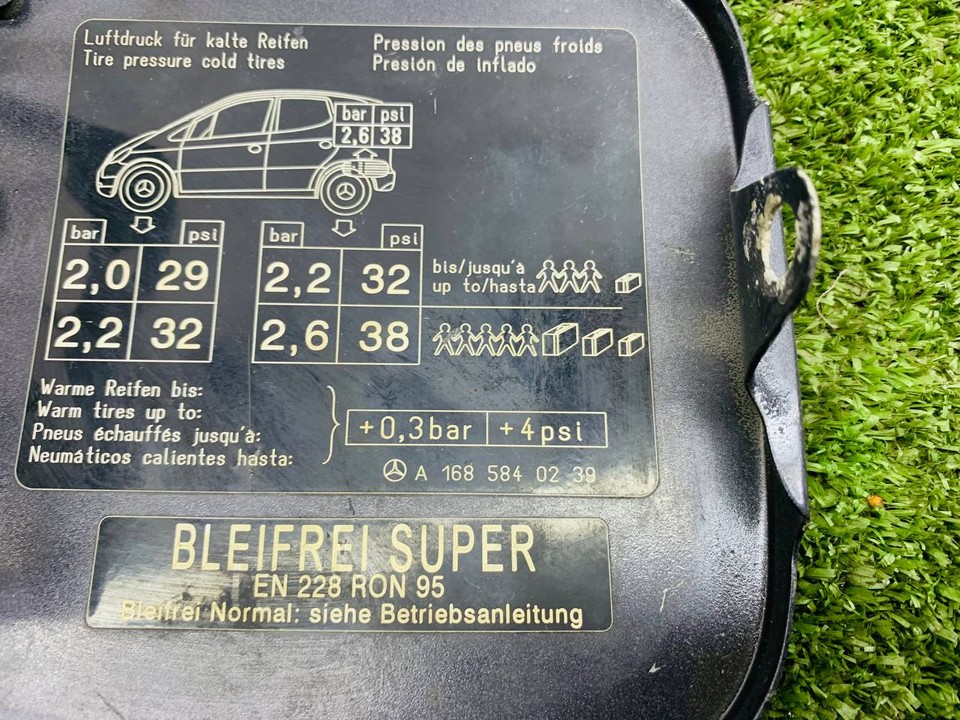 Luftdruck für kalte Reifen
Tire pressure cold tires
Pression des pneus froids
Presión de inflado
bar psi
2,6 38
bar psi
2,0 29
2,2 32
bar psi
2,2 32
2,6 38
bis/jusqu'à
up to/hasta
Warme Reifen bis:
Warm tires up to:
Pneus échauffés jusqu'à:
Neumáticos calientes hasta:
+0,3bar +4psi
A 168 584 02 39
BLEIFREI SUPER
EN 228 RON 95
Bleifrei Normal: siehe Betriebsanleitung